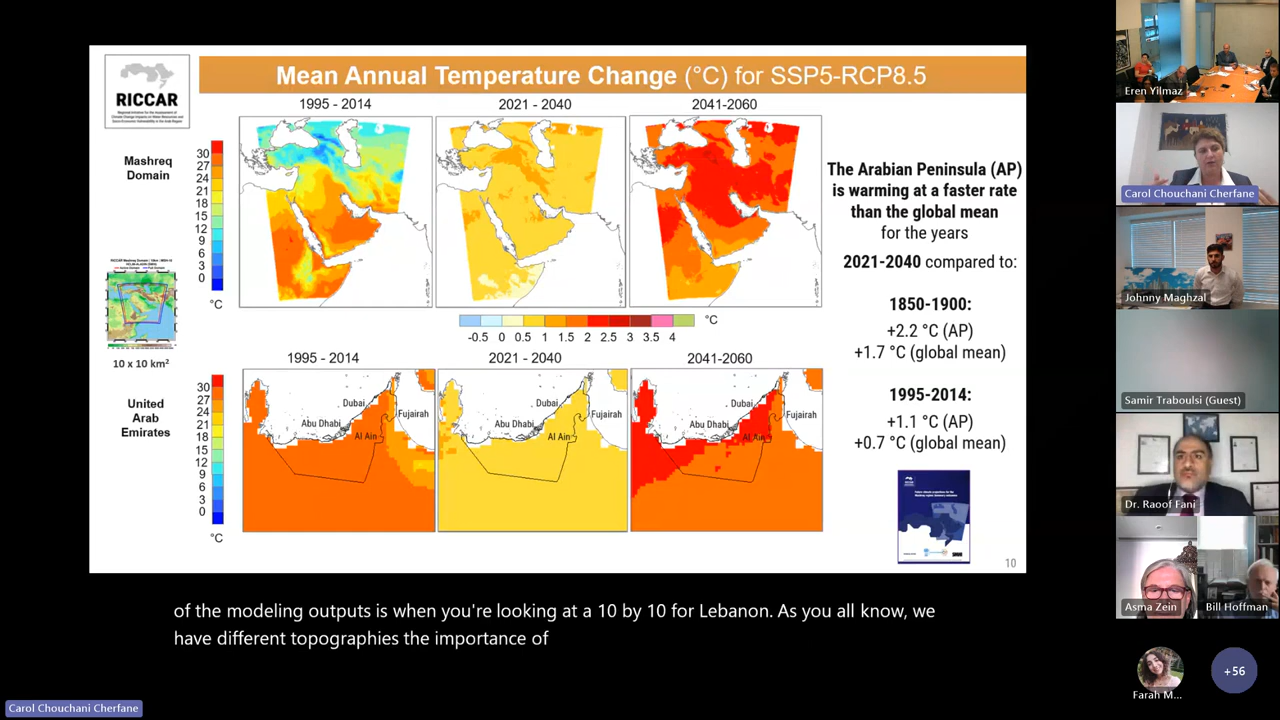 RICCAR
Mean Annual Temperature Change (°C) for SSP5-RCP8.5
1995 - 2014
2021 - 2040
2041-2060
Mashreq
Domain
30
27
24
21
18
15
12
9
6
3
0
°C
10 x 10 km²
-0.5 0 0.5 1 1.5 2 2.5 3 3.5 4
°C
1995 - 2014
2021 - 2040
2041-2060
United
Arab
Emirates
30
27
24
21
18
15
12
9
6
3
0
°C
Dubai
Abu Dhabi
Fujairah
Al Ain
Dubai
Abu Dhabi
Fujairah
Al Ain
Dubai
Abu Dhabi
Fujairah
Al Ain
The Arabian Peninsula (AP)
is warming at a faster rate
than the global mean
for the years
2021-2040 compared to:
1850-1900:
+2.2 °C (AP)
+1.7 °C (global mean)
1995-2014:
+1.1 °C (AP)
+0.7 °C (global mean)
10
of the modeling outputs is when you're looking at a 10 by 10 for Lebanon. As you all know, we
have different topographies the importance of
Carol Chouchani Cherfane
Eren Yilmaz
Carol Chouchani Cherfane
Johnny Maghzal
Samir Traboulsi (Guest)
Dr. Raoof Fani
Asma Zein
Bill Hoffman
Farah M...
+56